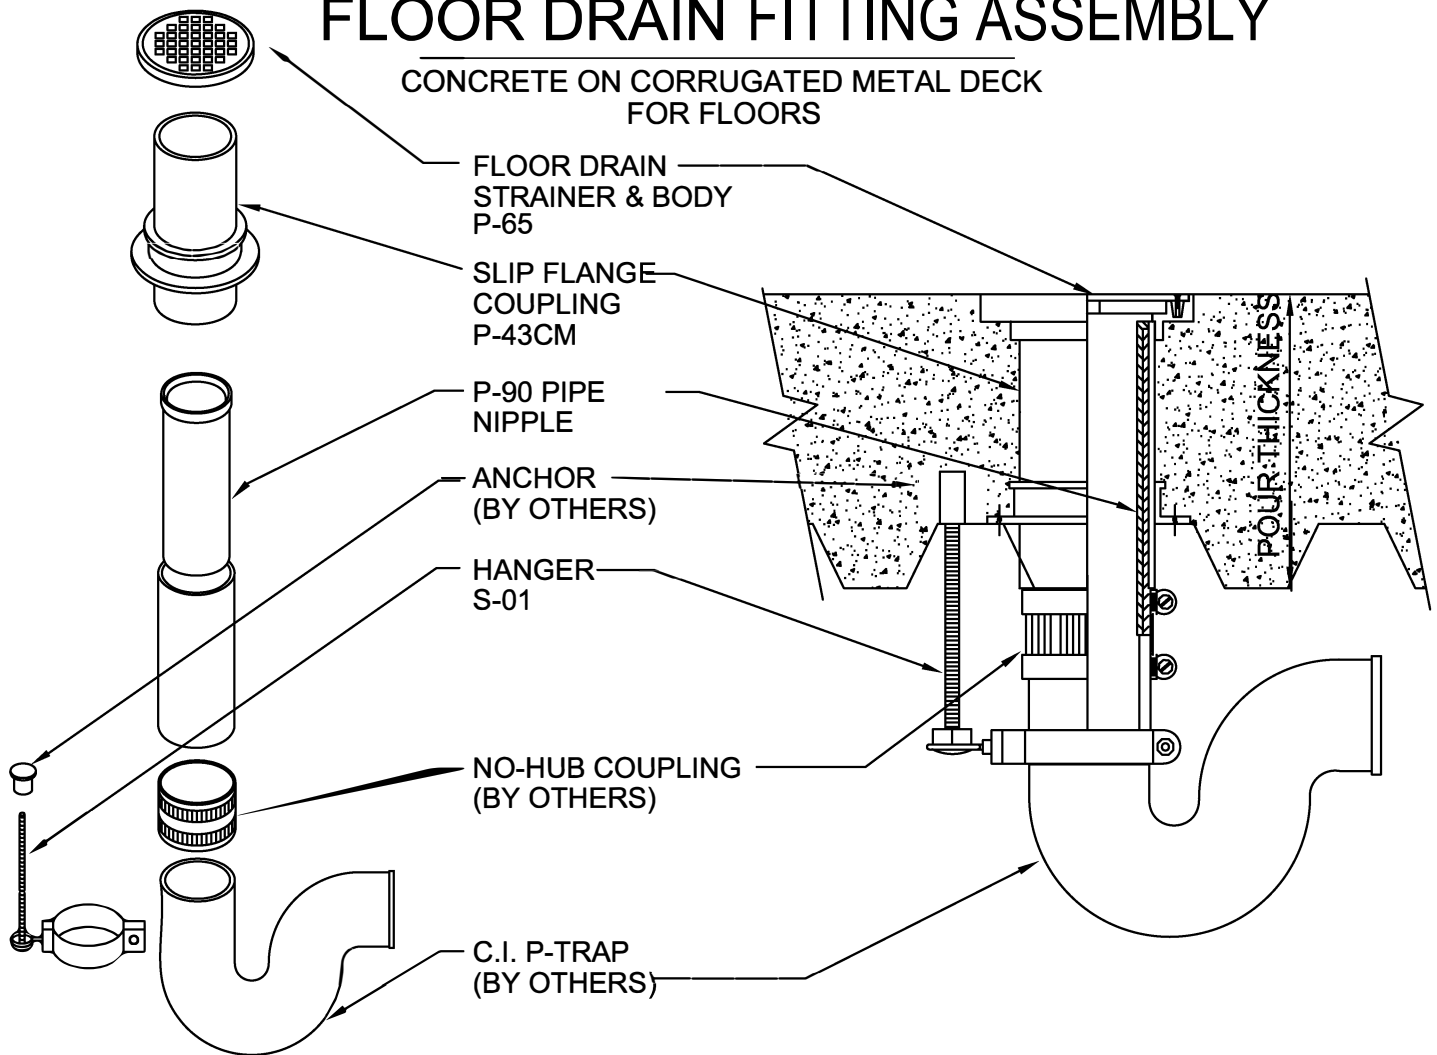 FLOOR DRAIN FITTING ASSEMBLY
CONCRETE ON CORRUGATED METAL DECK
FOR FLOORS
FLOOR DRAIN
STRAINER & BODY
P-65
SLIP FLANGE
COUPLING
P-43CM
P-90 PIPE
NIPPLE
ANCHOR
(BY OTHERS)
HANGER
S-01
NO-HUB COUPLING
(BY OTHERS)
C.I. P-TRAP
(BY OTHERS)
POUR THICKNESS